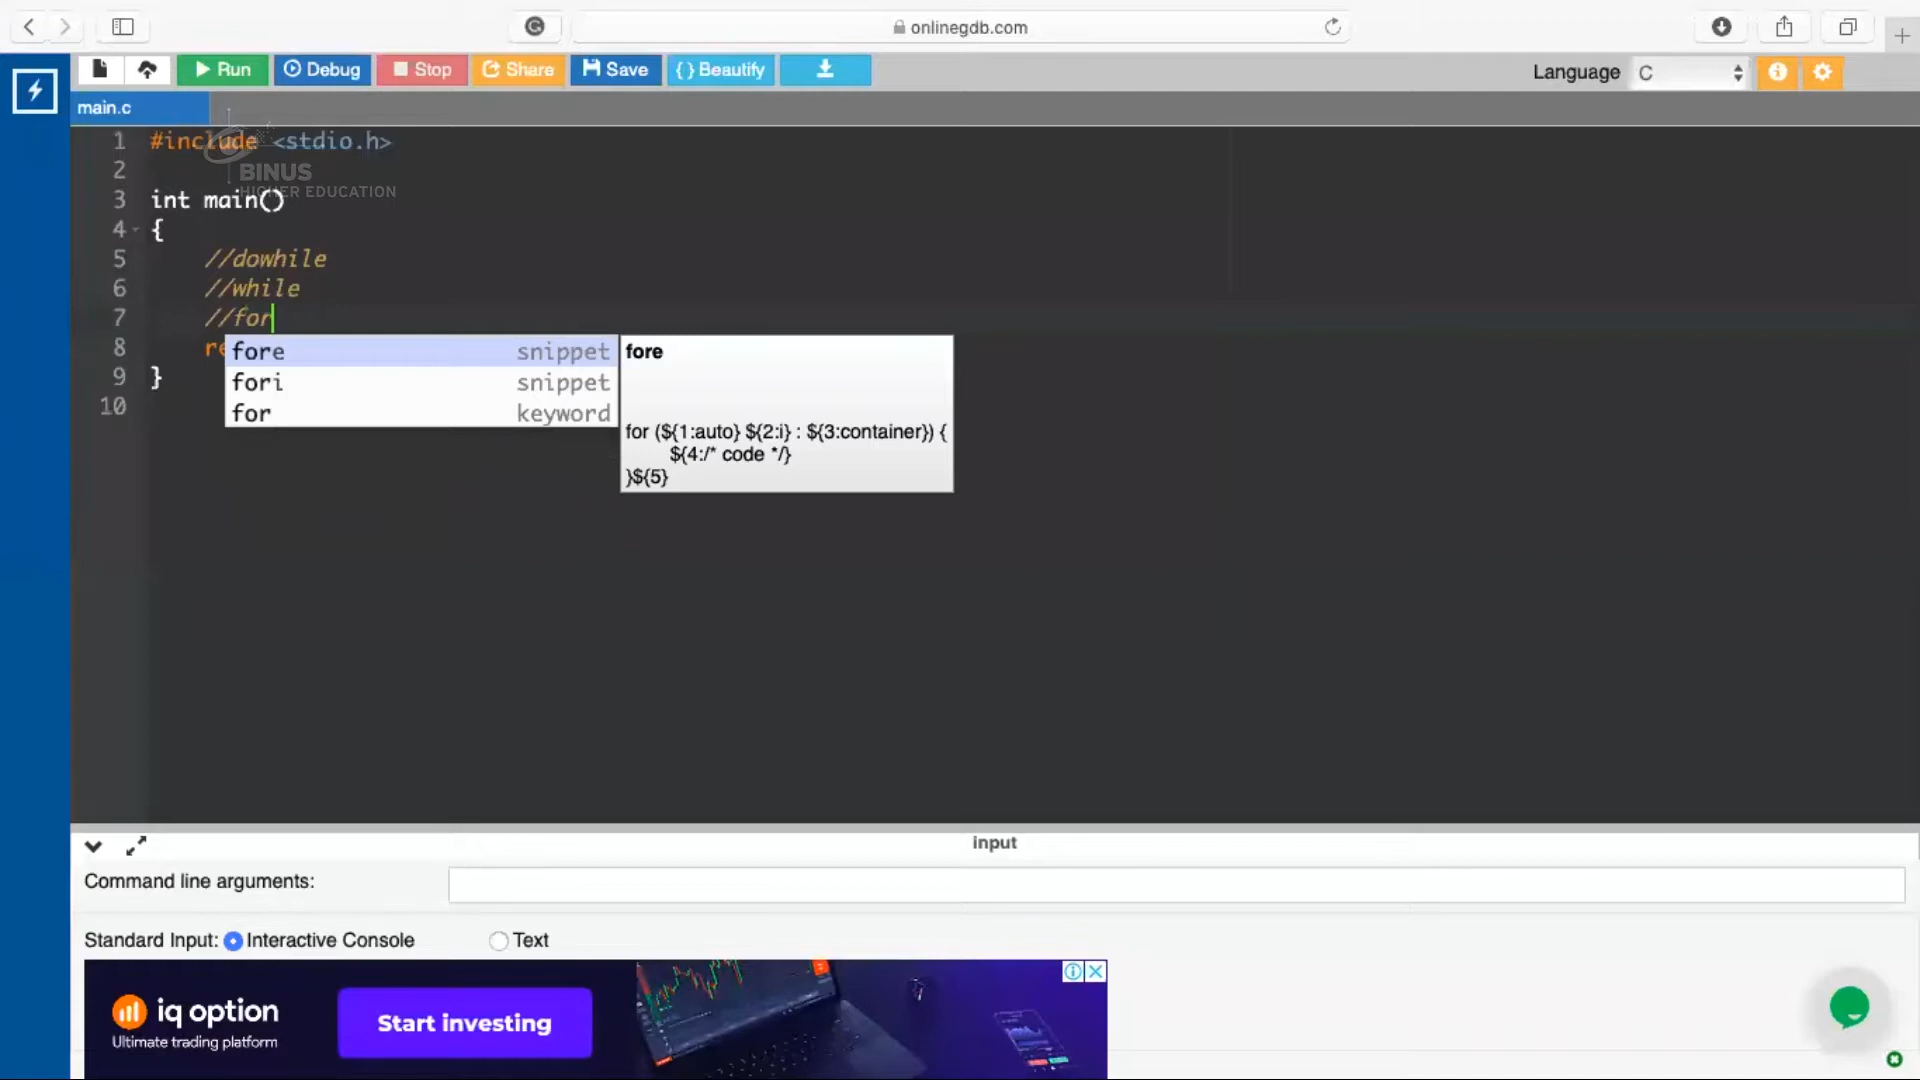 onlinegdb.com
Run Debug Stop Share Save { } Beautify Language C
main.c
1 #include <stdio.h>
2
BINUS
HIGHER EDUCATION
3 int main()
4 {
5 //dowhile
6 //while
7 //for
8 re
9 }
10
fore snippet
fori snippet
for keyword
fore
for (${1:auto} ${2:i} : ${3:container}) {
${4:/* code */}
}${5}
input
Command line arguments:
Standard Input: Interactive Console Text
iq option
Ultimate trading platform
Start investing